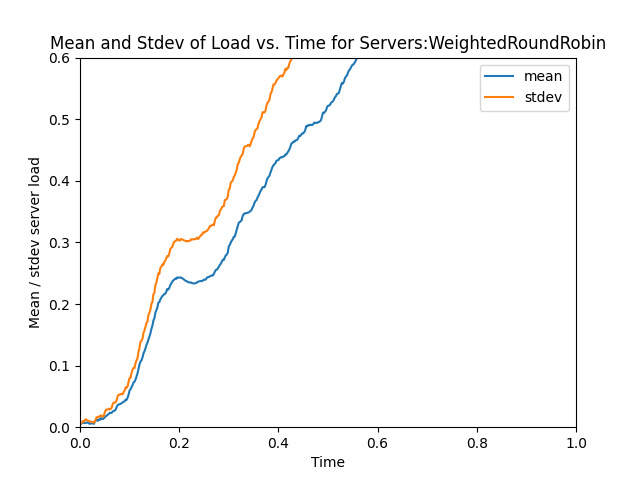 Mean and Stdev of Load vs. Time for Servers:WeightedRoundRobin
mean
stdev
Mean / stdev server load
0.6
0.5
0.4
0.3
0.2
0.1
0.0
0.0 0.2 0.4 0.6 0.8 1.0
Time